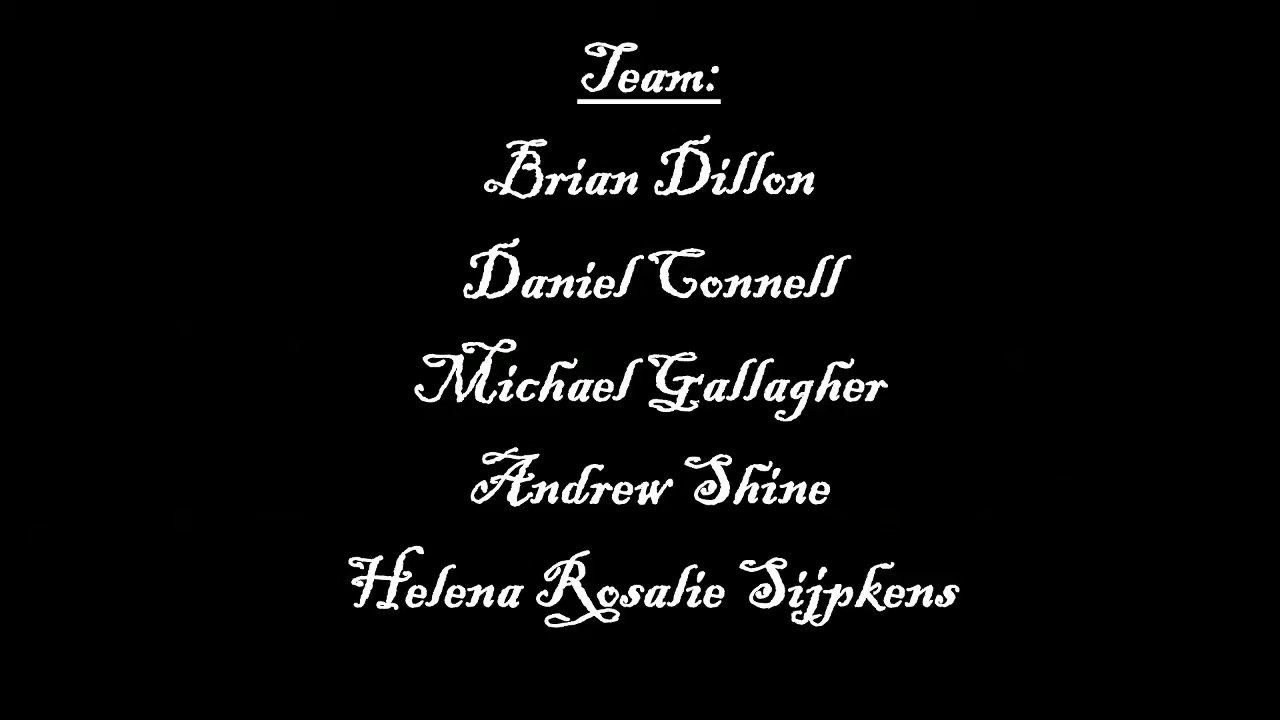 Team:
Brian Dillon
Daniel Connell
Michael Gallagher
Andrew Shine
Helena Rosalie Sijpkens